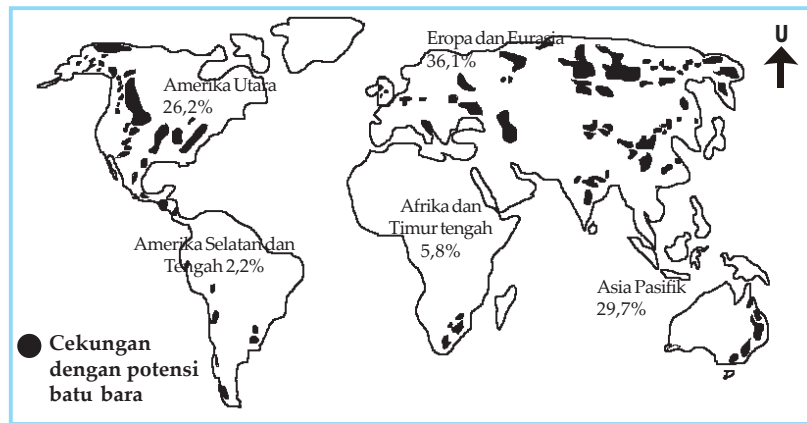 Eropa dan Eurasia
36,1%
U
Amerika Utara
26,2%
Afrika dan
Timur tengah
5,8%
Amerika Selatan dan
Tengah 2,2%
Asia Pasifik
29,7%
Cekungan
dengan potensi
batu bara